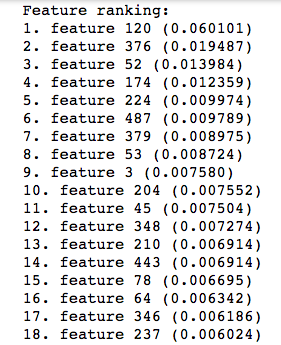 Feature ranking:
1. feature 120 (0.060101)
2. feature 376 (0.019487)
3. feature 52 (0.013984)
4. feature 174 (0.012359)
5. feature 224 (0.009974)
6. feature 487 (0.009789)
7. feature 379 (0.008975)
8. feature 53 (0.008724)
9. feature 3 (0.007580)
10. feature 204 (0.007552)
11. feature 45 (0.007504)
12. feature 348 (0.007274)
13. feature 210 (0.006914)
14. feature 443 (0.006914)
15. feature 78 (0.006695)
16. feature 64 (0.006342)
17. feature 346 (0.006186)
18. feature 237 (0.006024)